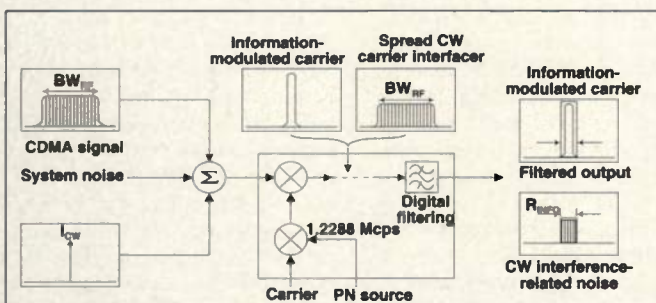 Information-
modulated carrier
Spread CW
carrier interfacer
BW RF
CDMA signal
System noise
I CW
Σ
BW RF
1.2288 Mcps
Digital
filtering
Carrier
PN source
Information-
modulated carrier
Filtered output
R INFO
CW interference-
related noise